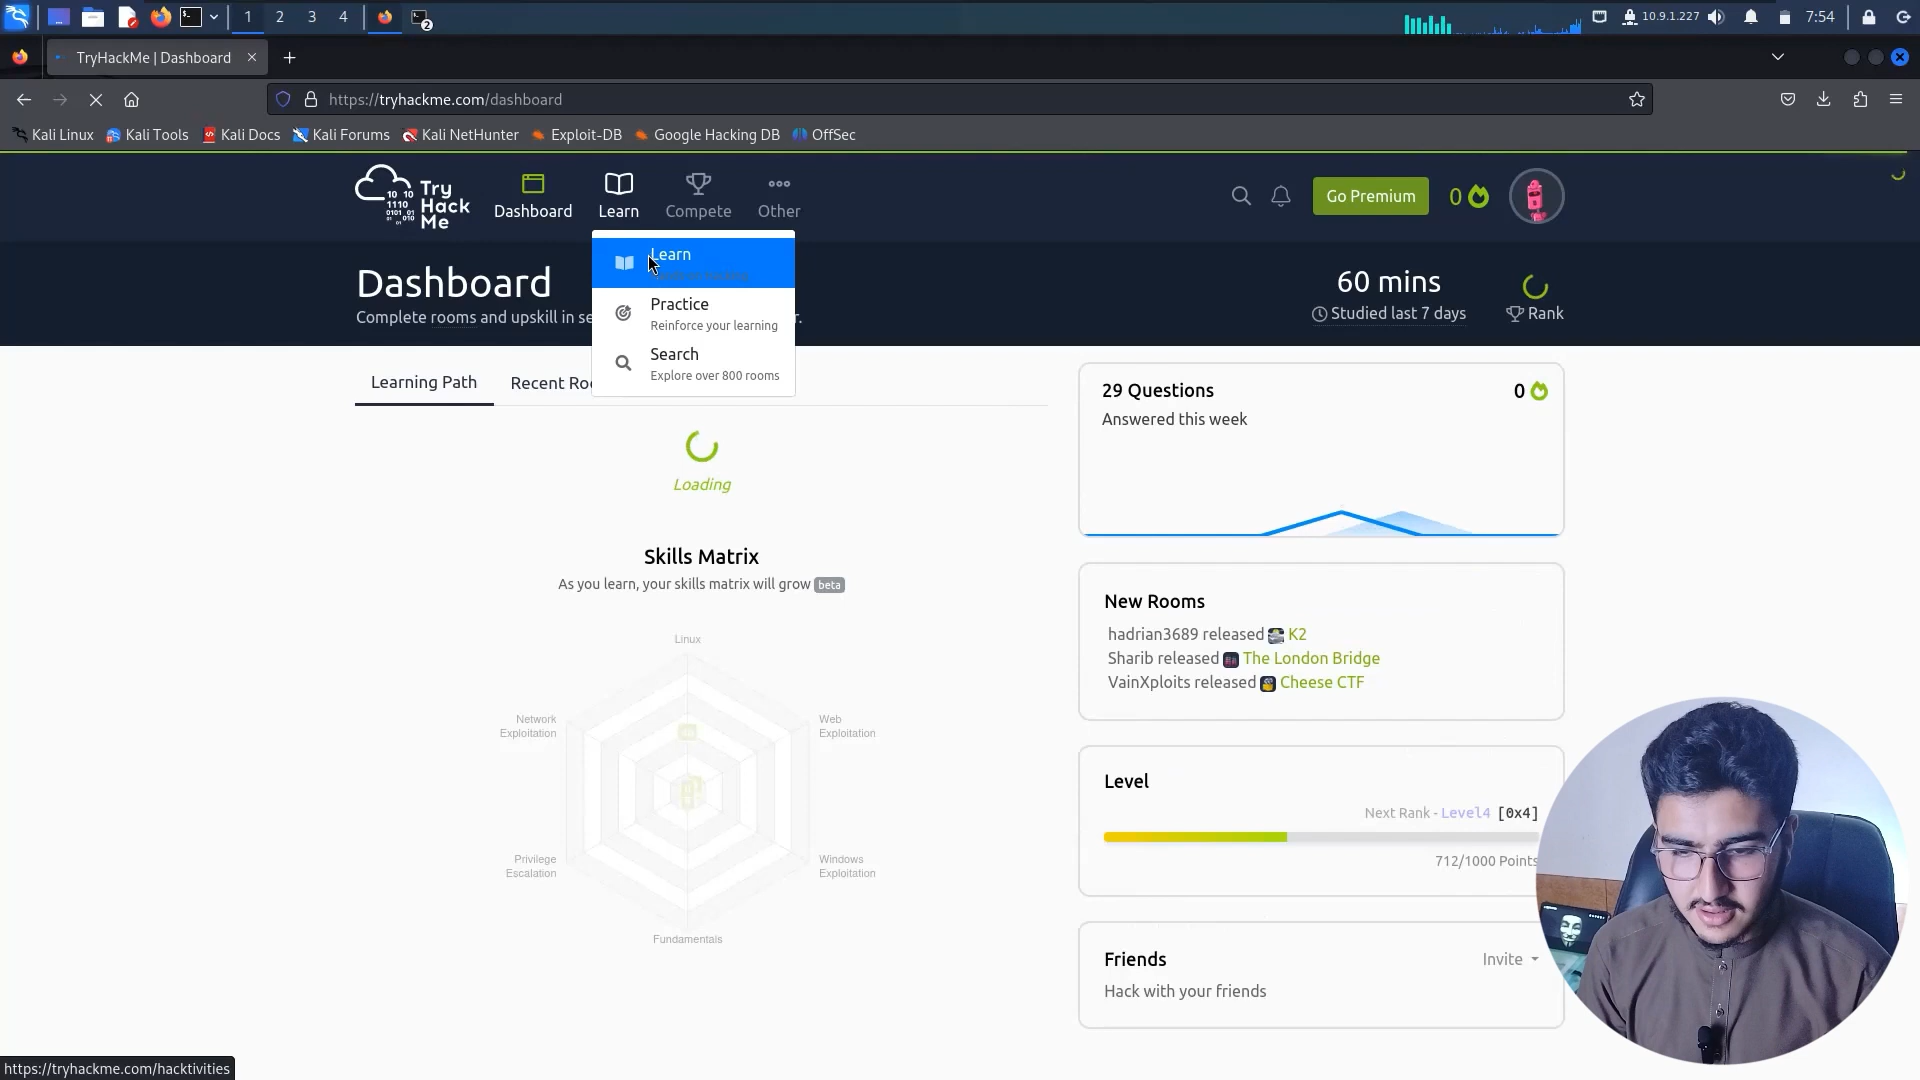 1 2 3 4 2 10.9.1.227 7:54
TryHackMe | Dashboard
https://tryhackme.com/dashboard
Kali Linux Kali Tools Kali Docs Kali Forums Kali NetHunter Exploit-DB Google Hacking DB OffSec
Try Hack Me
Dashboard Learn Compete Other Go Premium 0
Learn
Practice
Reinforce your learning
Search
Explore over 800 rooms
Dashboard
Complete rooms and upskill in se r.
60 mins
Studied last 7 days
Rank
Learning Path Recent Roo
Loading
Skills Matrix
As you learn, your skills matrix will grow beta
Linux
Web
Exploitation
Windows
Exploitation
Fundamentals
Privilege
Escalation
Network
Exploitation
29 Questions 0
Answered this week
New Rooms
hadrian3689 released K2
Sharib released The London Bridge
VainXploits released Cheese CTF
Level
Next Rank - Level4 [0x4]
712/1000 Points
Friends Invite
Hack with your friends
https://tryhackme.com/hacktivities